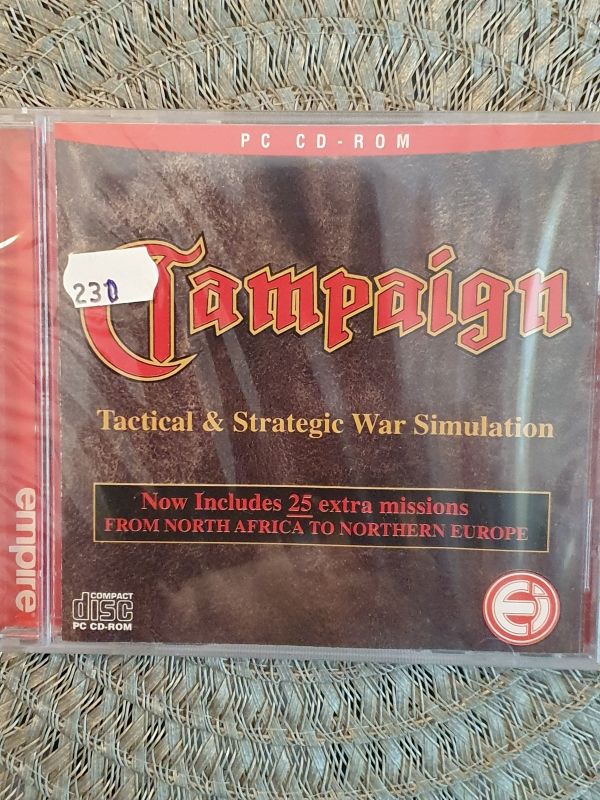 PC CD-ROM
230
Campaign
Tactical & Strategic War Simulation
Now Includes 25 extra missions
FROM NORTH AFRICA TO NORTHERN EUROPE
empire
COMPACT
disc
PC CD-ROM
Ei